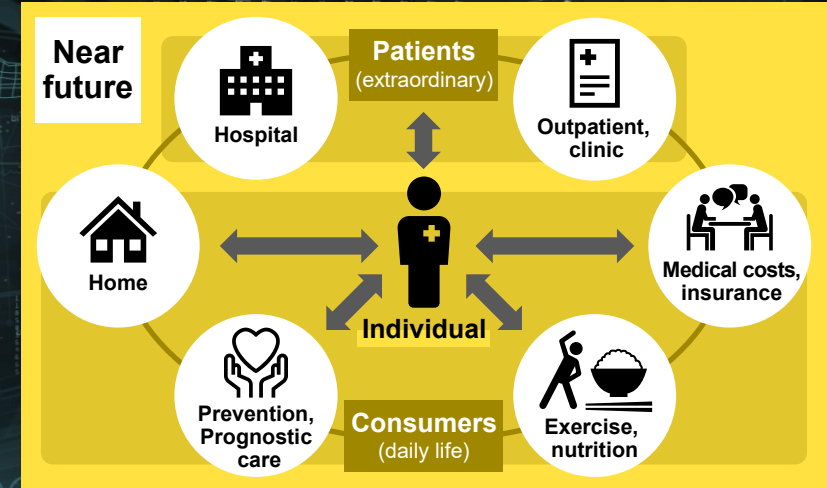 Near
future
Patients
(extraordinary)
Hospital
Outpatient,
clinic
Home
Individual
Medical costs,
insurance
Prevention,
Prognostic
care
Consumers
(daily life)
Exercise,
nutrition